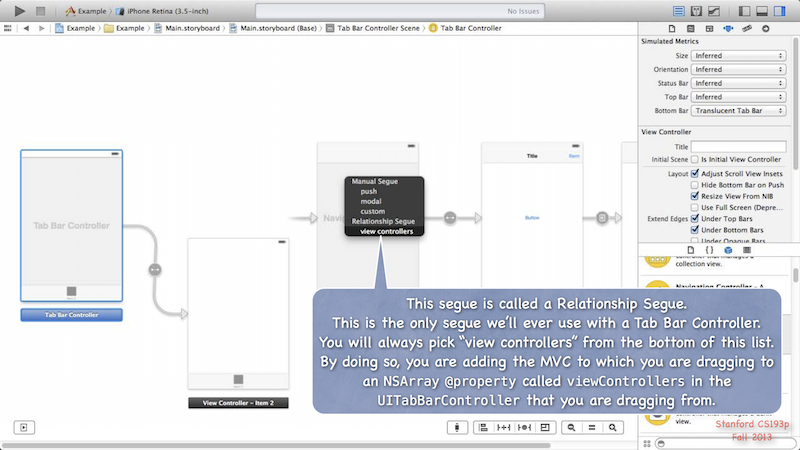 Example
iPhone Retina (3.5-inch)
No Issues
Example
Example
Main.storyboard
Main.storyboard (Base)
Tab Bar Controller Scene
Tab Bar Controller
Simulated Metrics
Size
Inferred
Orientation
Inferred
Status Bar
Inferred
Top Bar
Inferred
Bottom Bar
Translucent Tab Bar
View Controller
Title
Initial Scene
Is Initial View Controller
Layout
Adjust Scroll View Insets
Hide Bottom Bar on Push
Resize View From NIB
Use Full Screen (Depre...
Extend Edges
Under Top Bars
Under Bottom Bars
Under Opaque Bars
Tab Bar Controller
Tab Bar Controller
View Controller – Item 2
Manual Segue
push
modal
custom
Relationship Segue
view controllers
Title
Item
Button
collection view.
Navigation Controller – A
This segue is called a Relationship Segue.
This is the only segue we'll ever use with a Tab Bar Controller.
You will always pick “view controllers” from the bottom of this list.
By doing so, you are adding the MVC to which you are dragging to
an NSArray @property called viewControllers in the
UITabBarController that you are dragging from.
Stanford CS193p
Fall 2013